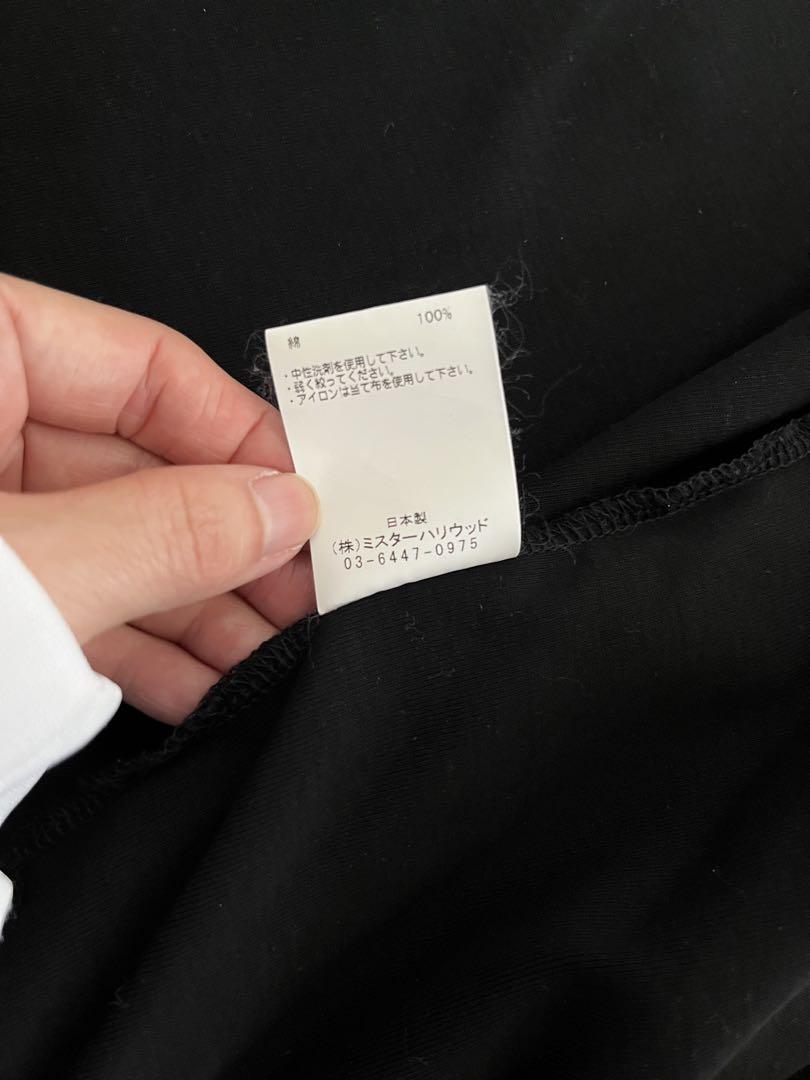 綿 100%
・中性洗剤を使用して下さい。
・弱く絞ってください。
・アイロンは当て布を使用して下さい。
日本製
(株)ミスターハリウッド
03-6447-0975